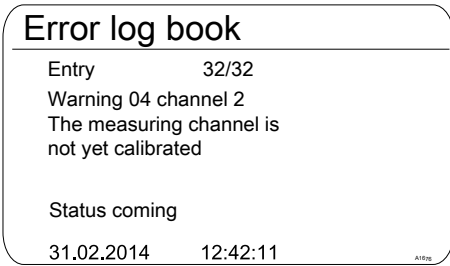 Error log book
Entry 32/32
Warning 04 channel 2
The measuring channel is
not yet calibrated
Status coming
31.02.2014 12:42:11
A1676